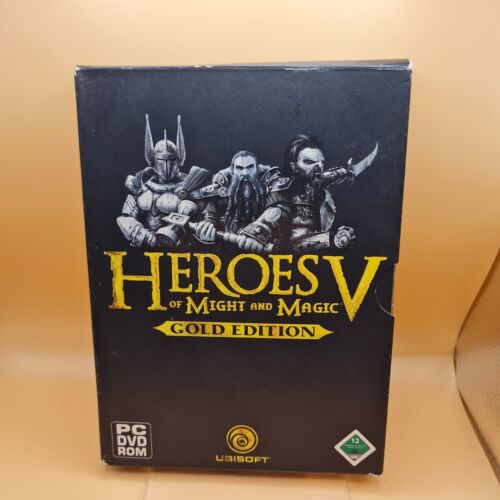 HEROES V
OF MIGHT AND MAGIC
GOLD EDITION
PC
DVD
ROM
UBISOFT
12